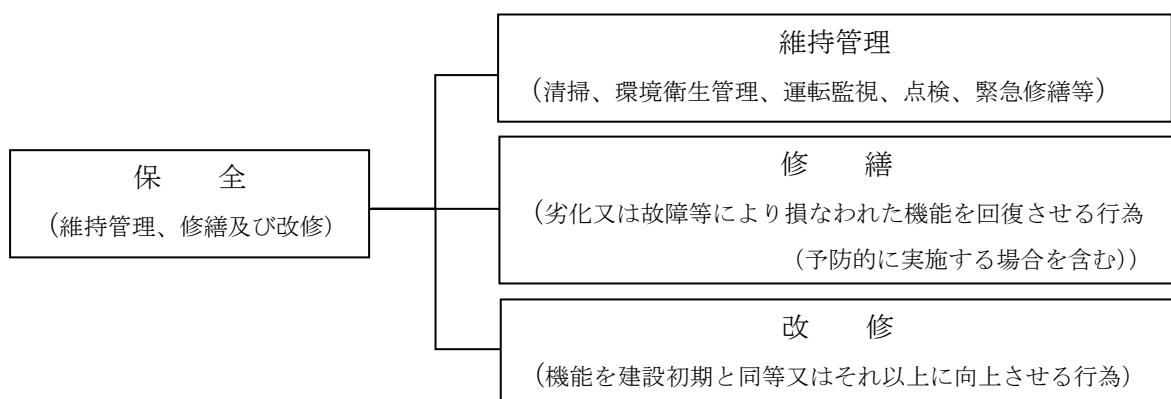 保　全
（維持管理、修繕及び改修）
維持管理
（清掃、環境衛生管理、運転監視、点検、緊急修繕等）
修　繕
（劣化又は故障等により損なわれた機能を回復させる行為
（予防的に実施する場合を含む））
改　修
（機能を建設初期と同等又はそれ以上に向上させる行為）